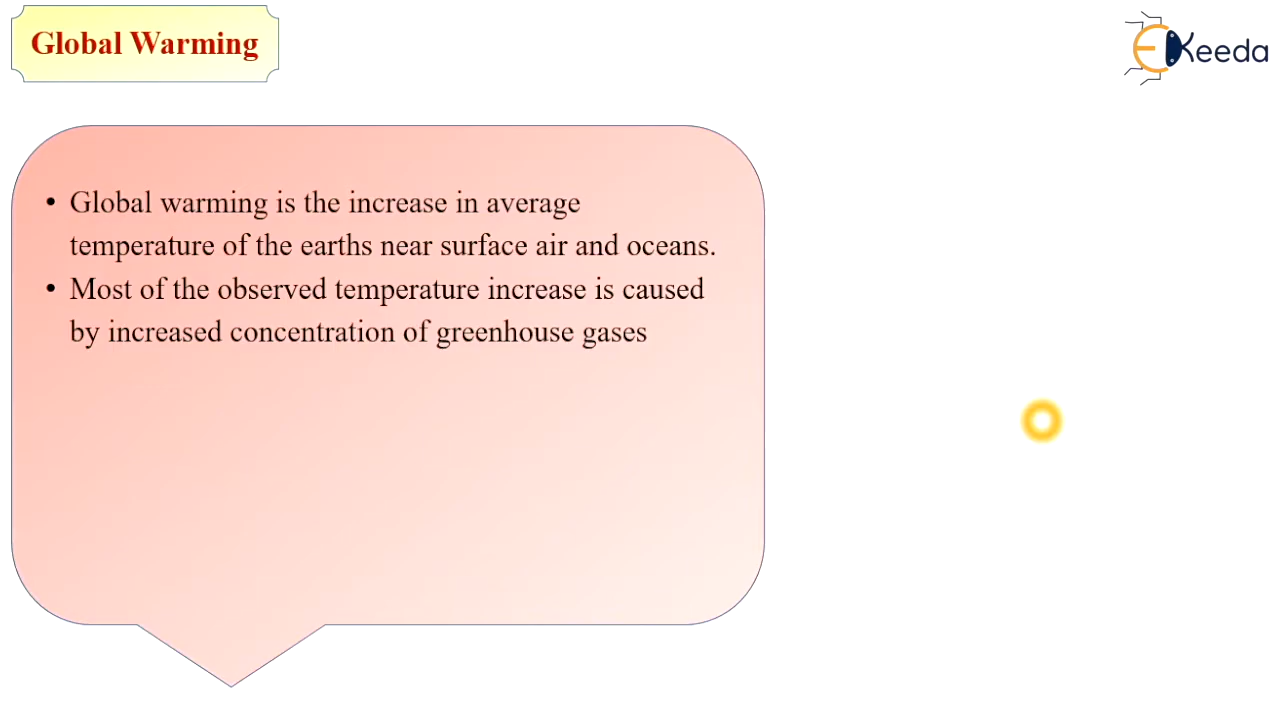 Global Warming
EKeeda
• Global warming is the increase in average
temperature of the earths near surface air and oceans.
• Most of the observed temperature increase is caused
by increased concentration of greenhouse gases